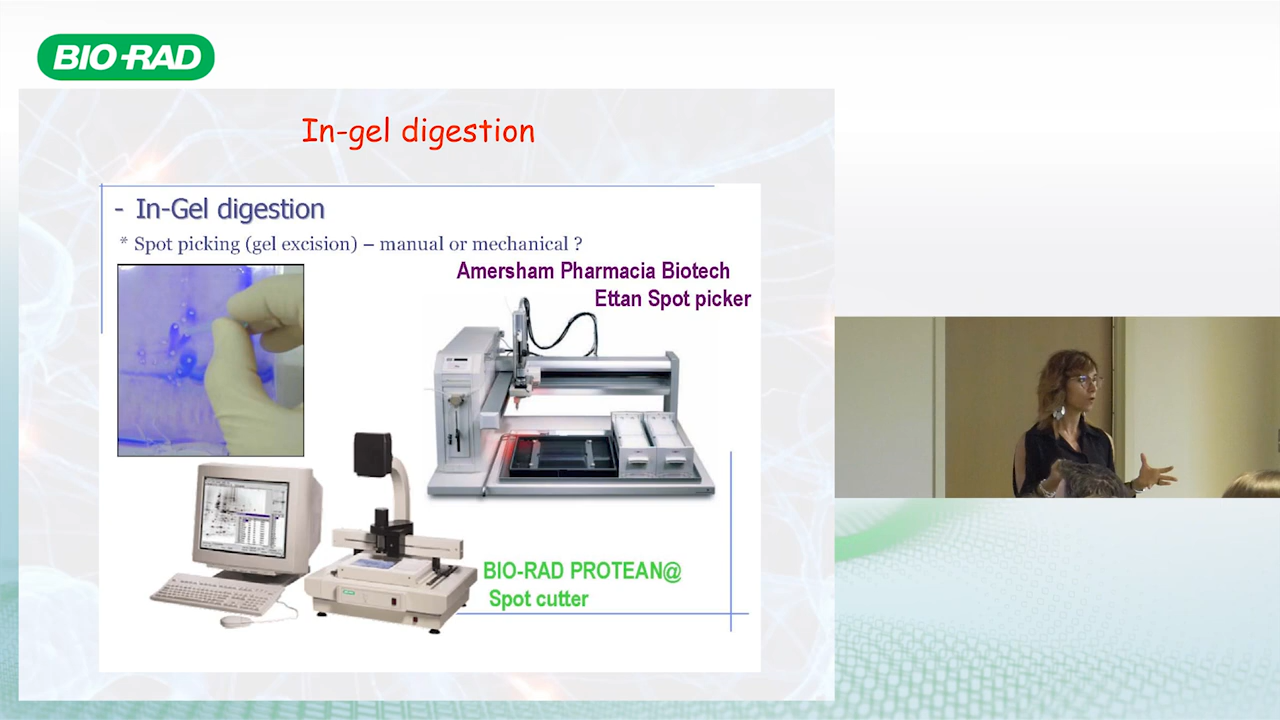 BIO-RAD
In-gel digestion
- In-Gel digestion
* Spot picking (gel excision) – manual or mechanical ?
Amersham Pharmacia Biotech
Ettan Spot picker
BIO-RAD PROTEAN@
Spot cutter